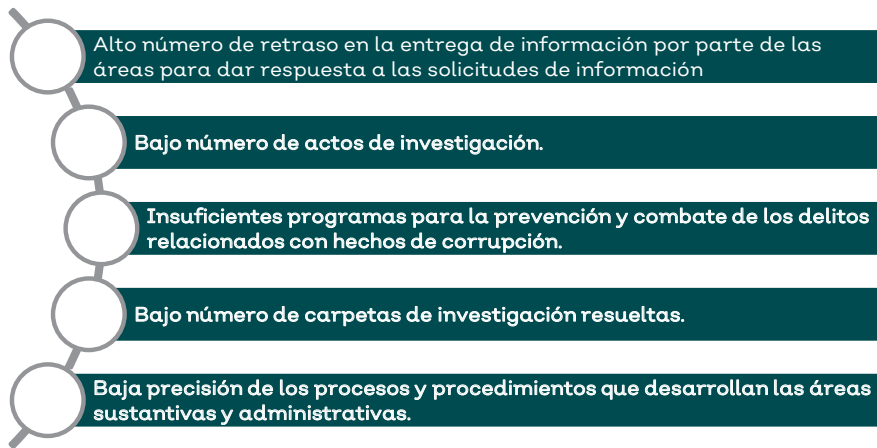 Alto número de retraso en la entrega de información por parte de las
áreas para dar respuesta a las solicitudes de información
Bajo número de actos de investigación.
Insuficientes programas para la prevención y combate de los delitos
relacionados con hechos de corrupción.
Bajo número de carpetas de investigación resueltas.
Baja precisión de los procesos y procedimientos que desarrollan las áreas
sustantivas y administrativas.